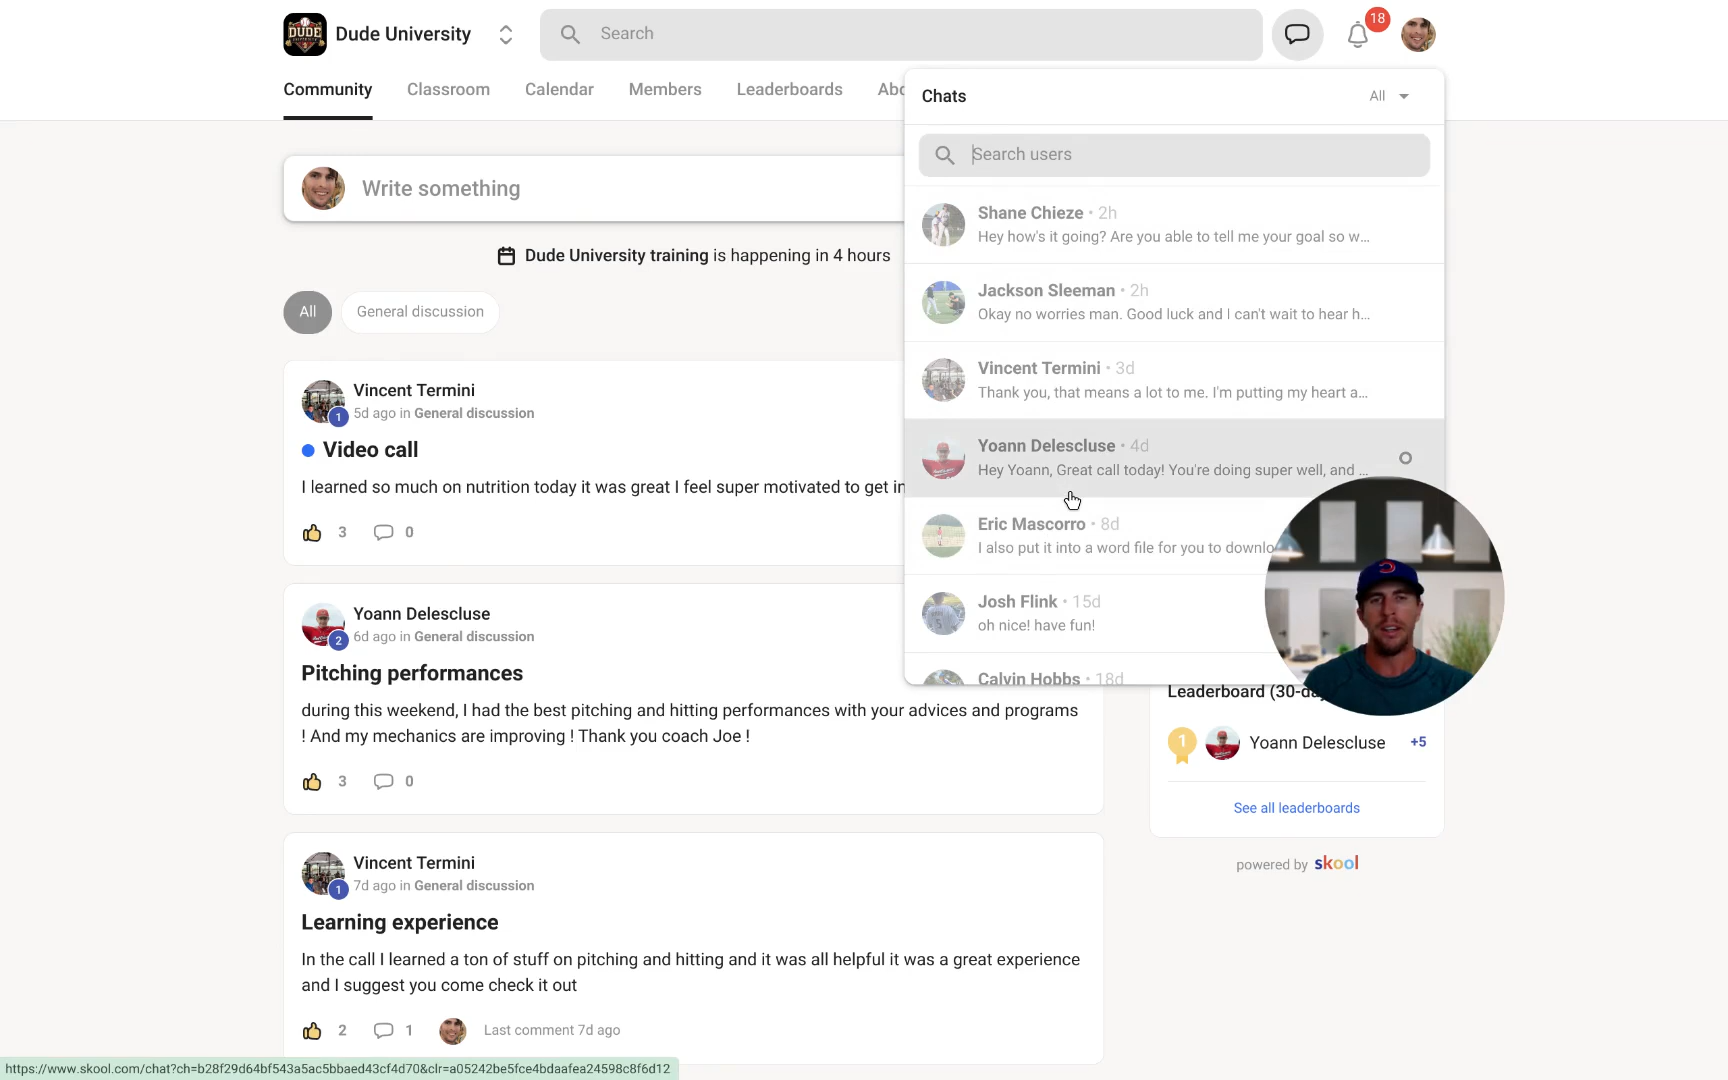 DUDE
Dude University
Search
18
Community
Classroom
Calendar
Members
Leaderboards
Chats
All
Search users
Write something
Dude University training is happening in 4 hours
All
General discussion
Shane Chieze • 2h
Hey how's it going? Are you able to tell me your goal so w...
Jackson Sleeman • 2h
Okay no worries man. Good luck and I can't wait to hear h...
Vincent Termini • 3d
Thank you, that means a lot to me. I'm putting my heart a...
Yoann Delescluse • 4d
Hey Yoann, Great call today! You're doing super well, and ...
Eric Mascorro • 8d
I also put it into a word file for you to downlo
Josh Flink • 15d
oh nice! have fun!
Calvin Hobbs • 18d
Vincent Termini
1
5d ago in General discussion
Video call
I learned so much on nutrition today it was great I feel super motivated to get in
3
0
Yoann Delescluse
2
6d ago in General discussion
Pitching performances
during this weekend, I had the best pitching and hitting performances with your advices and programs
! And my mechanics are improving ! Thank you coach Joe !
3
0
Vincent Termini
1
7d ago in General discussion
Learning experience
In the call I learned a ton of stuff on pitching and hitting and it was all helpful it was a great experience
and I suggest you come check it out
2
1
Last comment 7d ago
Leaderboard (30-da
1
Yoann Delescluse
+5
See all leaderboards
powered by skool
https://www.skool.com/chat?ch=b28f29d64bf543a5ac5bbaed43cf4d70&clr=a05242be5fce4bdaafea24598c8f6d12